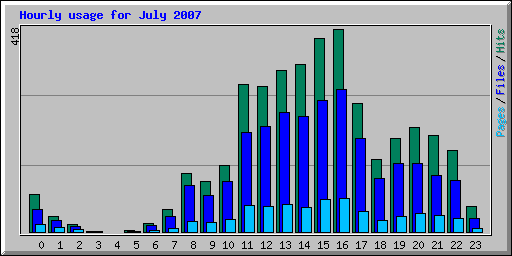 Hourly usage for July 2007
418
Pages/Files/Hits
0 1 2 3 4 5 6 7 8 9 10 11 12 13 14 15 16 17 18 19 20 21 22 23